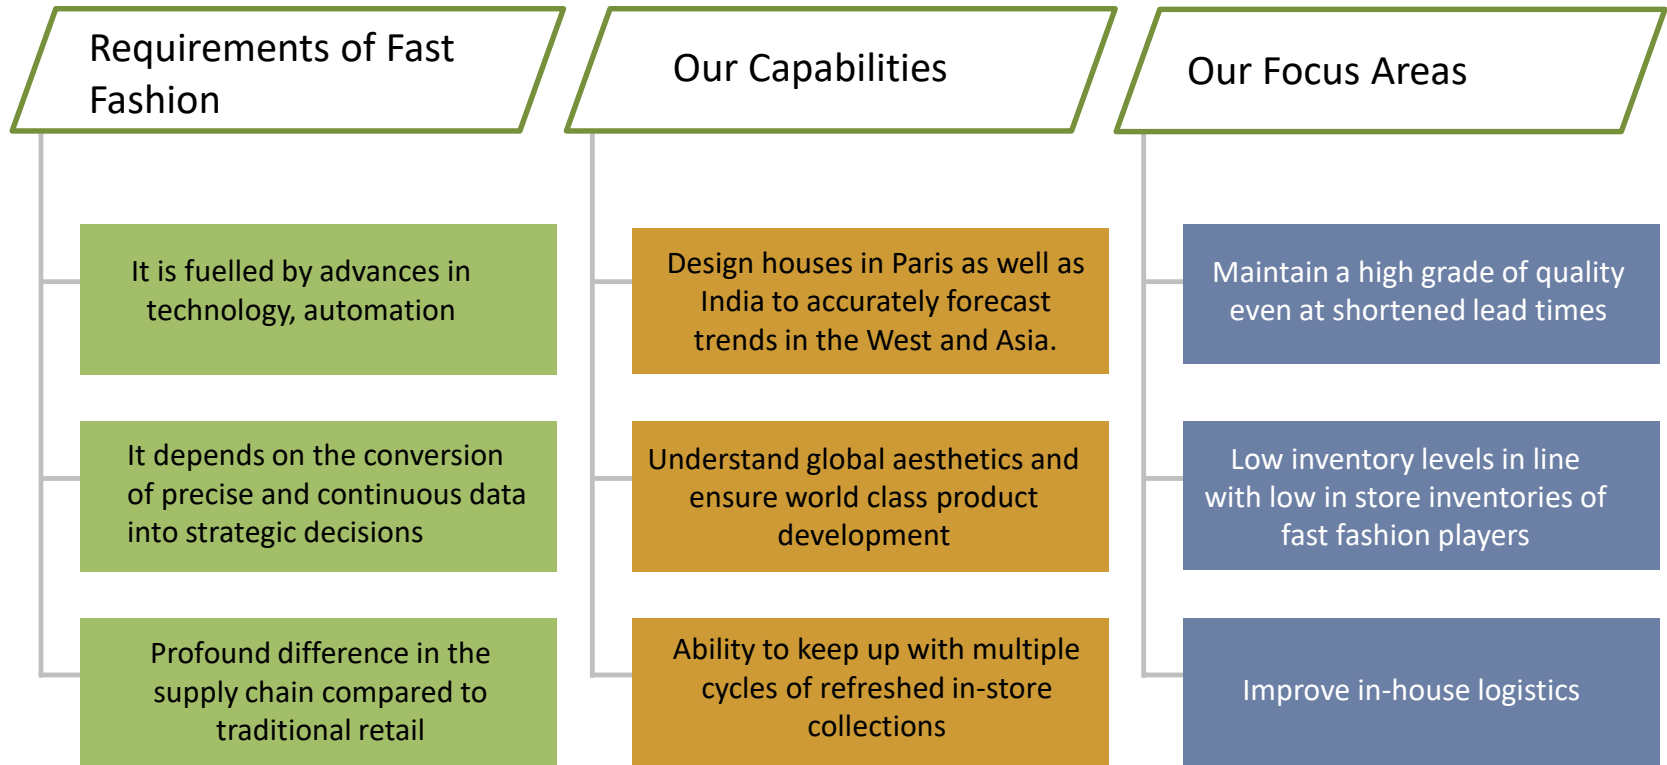 Requirements of Fast
Fashion
It is fuelled by advances in
technology, automation
It depends on the conversion
of precise and continuous data
into strategic decisions
Profound difference in the
supply chain compared to
traditional retail
Our Capabilities
Design houses in Paris as well as
India to accurately forecast
trends in the West and Asia.
Understand global aesthetics and
ensure world class product
development
Ability to keep up with multiple
cycles of refreshed in-store
collections
Our Focus Areas
Maintain a high grade of quality
even at shortened lead times
Low inventory levels in line
with low in store inventories of
fast fashion players
Improve in-house logistics